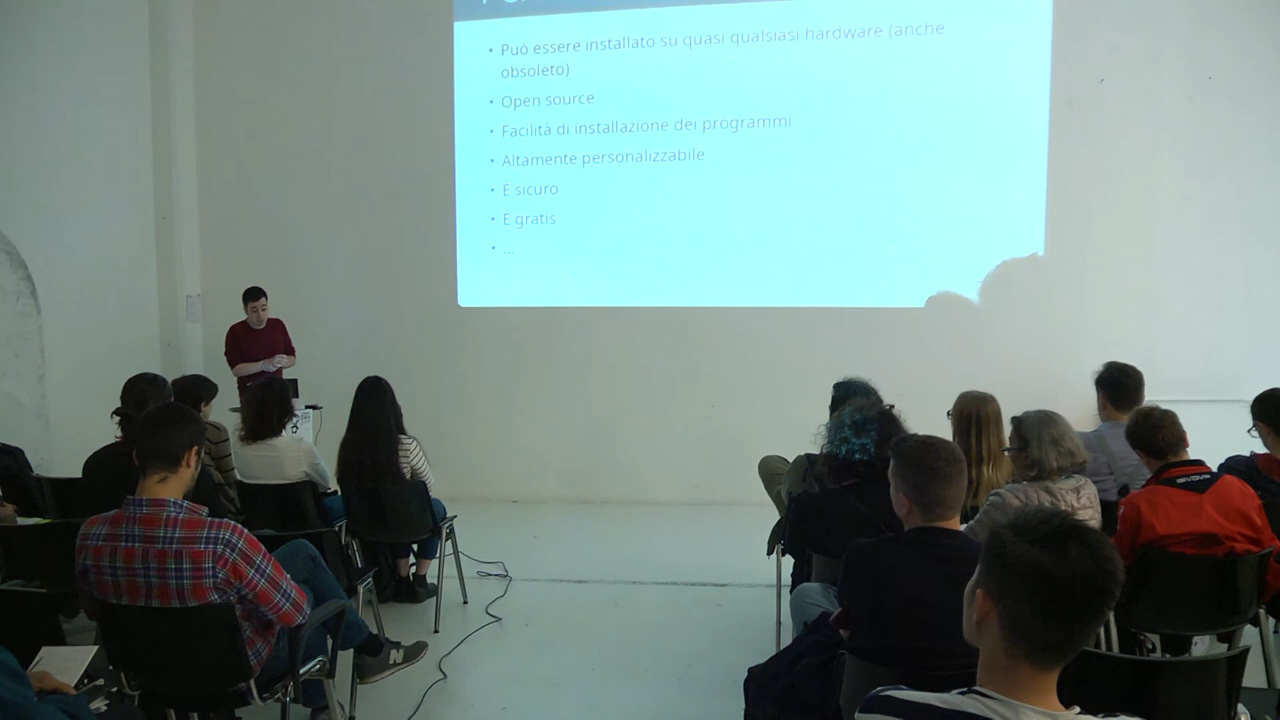 • Può essere installato su quasi qualsiasi hardware (anche
obsoleto)
• Open source
• Facilità di installazione dei programmi
• Altamente personalizzabile
• È sicuro
• È gratis
• ...
GIVOVA